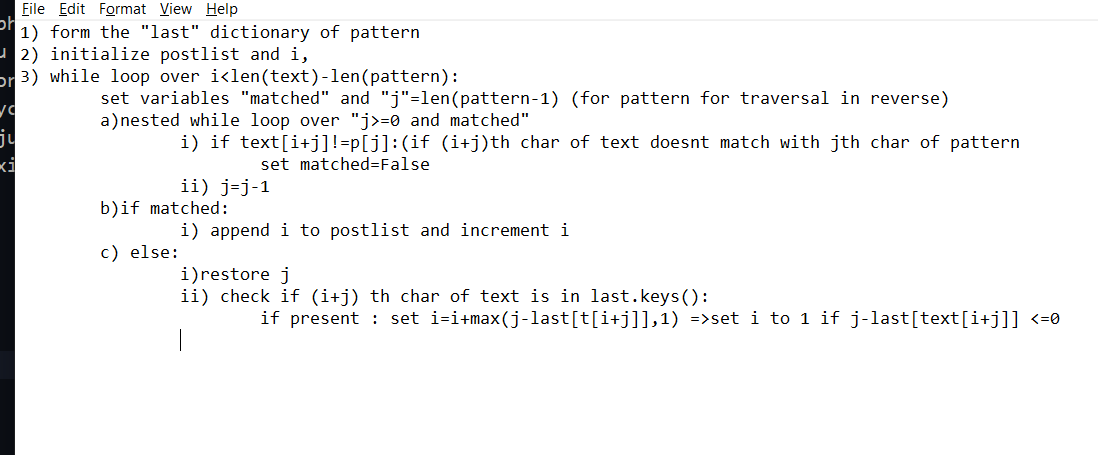 File Edit Format View Help
1) form the "last" dictionary of pattern
2) initialize postlist and i,
3) while loop over i<len(text)-len(pattern):
set variables "matched" and "j"=len(pattern-1) (for pattern for traversal in reverse)
a)nested while loop over "j>=0 and matched"
i) if text[i+j]!=p[j]:(if (i+j)th char of text doesnt match with jth char of pattern
set matched=False
ii) j=j-1
b)if matched:
i) append i to postlist and increment i
c) else:
i)restore j
ii) check if (i+j) th char of text is in last.keys():
if present : set i=i+max(j-last[t[i+j]],1) =>set i to 1 if j-last[text[i+j]] <=0